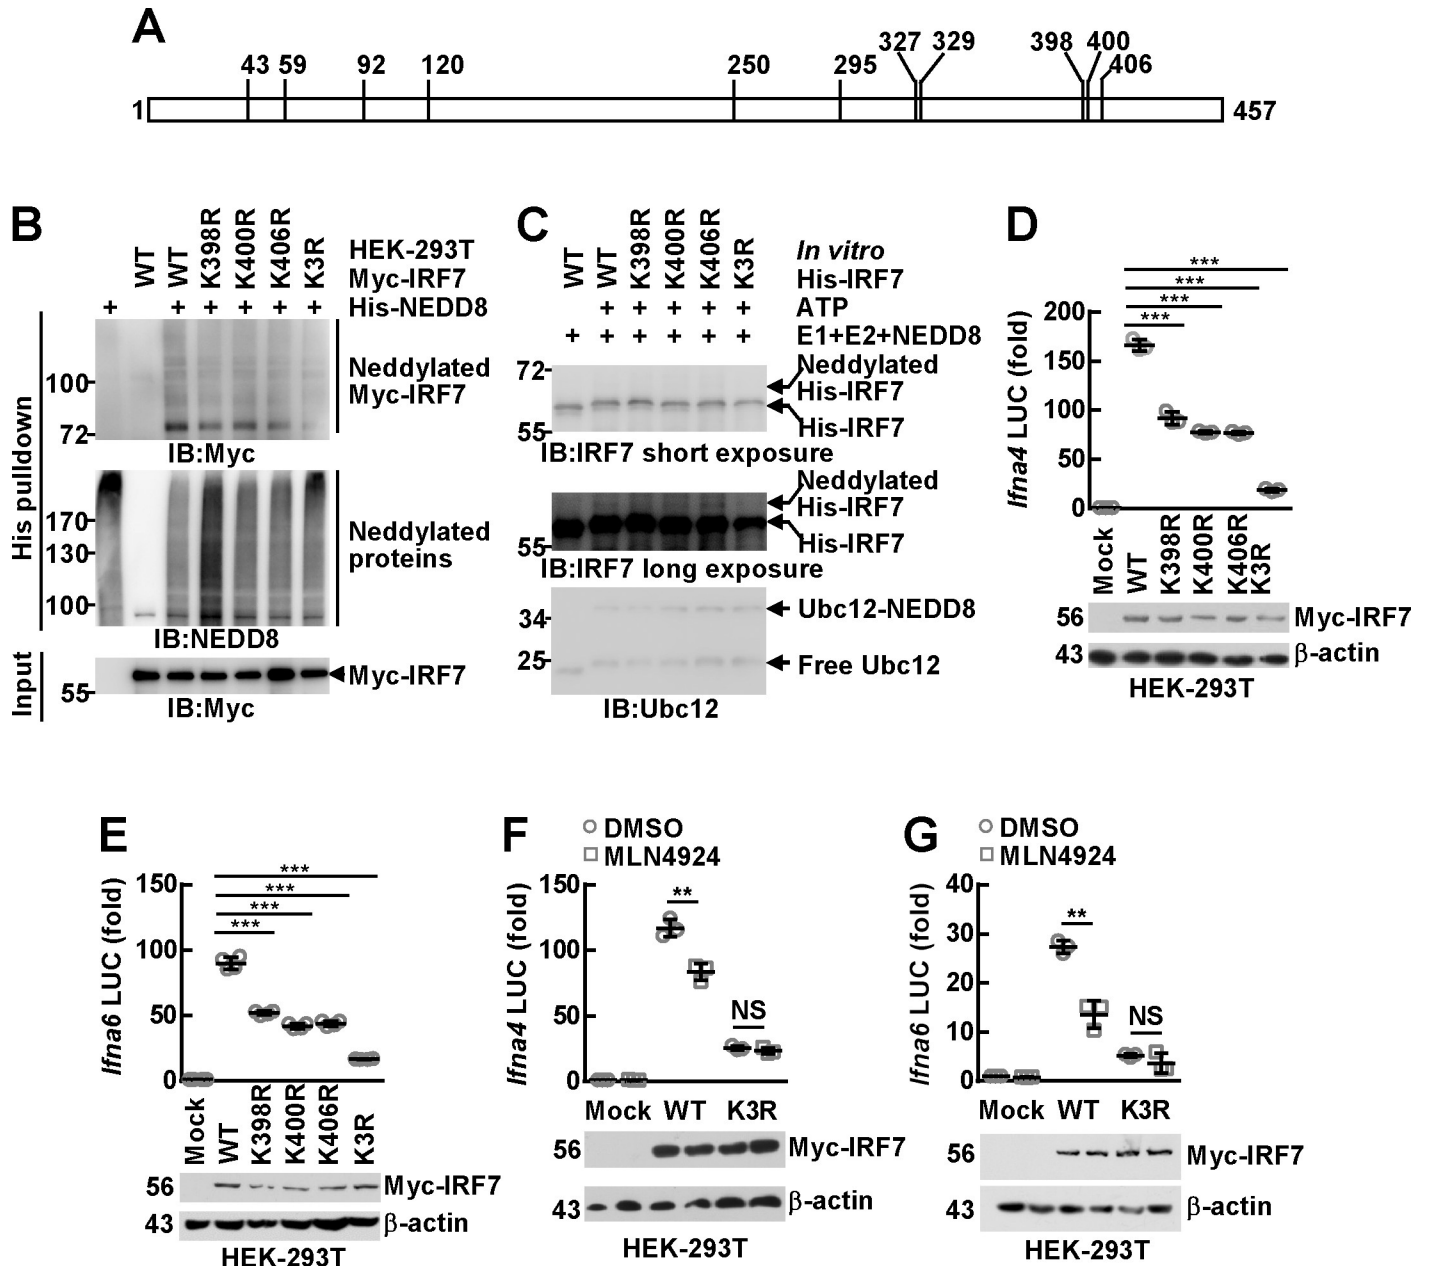 A
1 43 59 92 120 250 295 327 329 398 400 406 457
B
WT WT K398R K400R K406R K3R
HEK-293T
Myc-IRF7
+ + + + + + His-NEDD8
His pulldown
100
72
Neddylated
Myc-IRF7
IB:Myc
170
130
100
Neddylated
proteins
IB:NEDD8
Input
55
Myc-IRF7
IB:Myc
C
WT WT K398R K400R K406R K3R
In vitro
His-IRF7
+ + + + + ATP
+ + + + + + E1+E2+NEDD8
72
55
Neddylated
His-IRF7
His-IRF7
IB:IRF7 short exposure
Neddylated
His-IRF7
His-IRF7
55
IB:IRF7 long exposure
34
25
Ubc12-NEDD8
Free Ubc12
IB:Ubc12
D
*** 
***
***
***
Ifna4 LUC (fold)
200
150
100
50
0
Mock WT K398R K400R K406R K3R
56 Myc-IRF7
43 β-actin
HEK-293T
E
***
***
***
***
Ifna6 LUC (fold)
150
100
50
0
Mock WT K398R K400R K406R K3R
56 Myc-IRF7
43 β-actin
HEK-293T
F
DMSO
MLN4924
Ifna4 LUC (fold)
150
100
50
0
**
NS
Mock WT K3R
56 Myc-IRF7
43 β-actin
HEK-293T
G
DMSO
MLN4924
Ifna6 LUC (fold)
40
30
20
10
0
**
NS
Mock WT K3R
56 Myc-IRF7
43 β-actin
HEK-293T